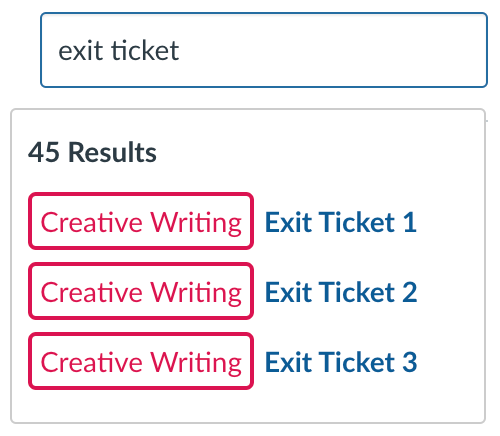 exit ticket
45 Results
Creative Writing Exit Ticket 1
Creative Writing Exit Ticket 2
Creative Writing Exit Ticket 3